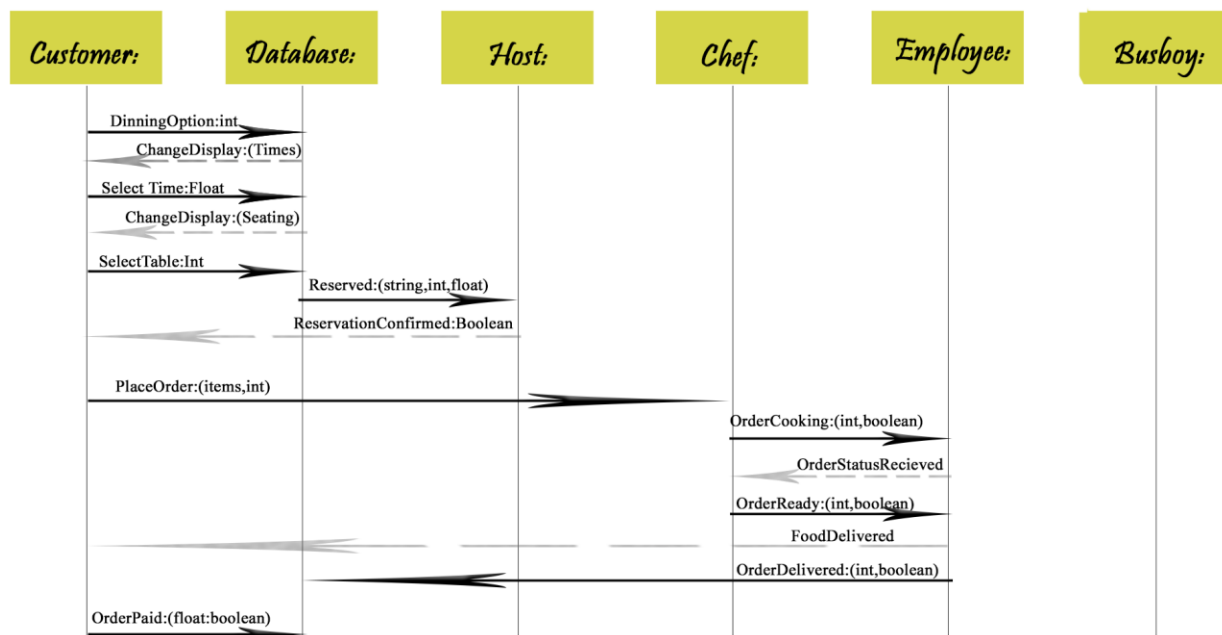 Customer:
Database:
Host:
Chef:
Employee:
Busboy:
DinningOption:int
ChangeDisplay:(Times)
Select Time:Float
ChangeDisplay:(Seating)
SelectTable:Int
Reserved:(string,int,float)
ReservationConfirmed:Boolean
PlaceOrder:(items,int)
OrderCooking:(int,boolean)
OrderStatusRecieved
OrderReady:(int,boolean)
FoodDelivered
OrderDelivered:(int,boolean)
OrderPaid:(float:boolean)